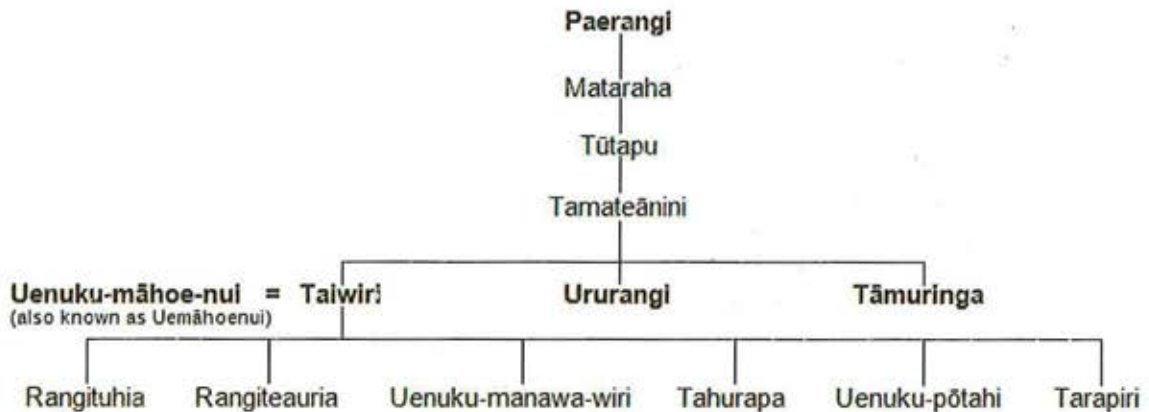 Paerangi
Mataraha
Tūtapu
Tamateānini
Uenuku-māhoe-nui = Taiwiri Ururangi Tāmuringa
(also known as Uemāhoenui)
Rangituhia Rangiteauria Uenuku-manawa-wiri Tahurapa Uenuku-pōtahi Tarapiri